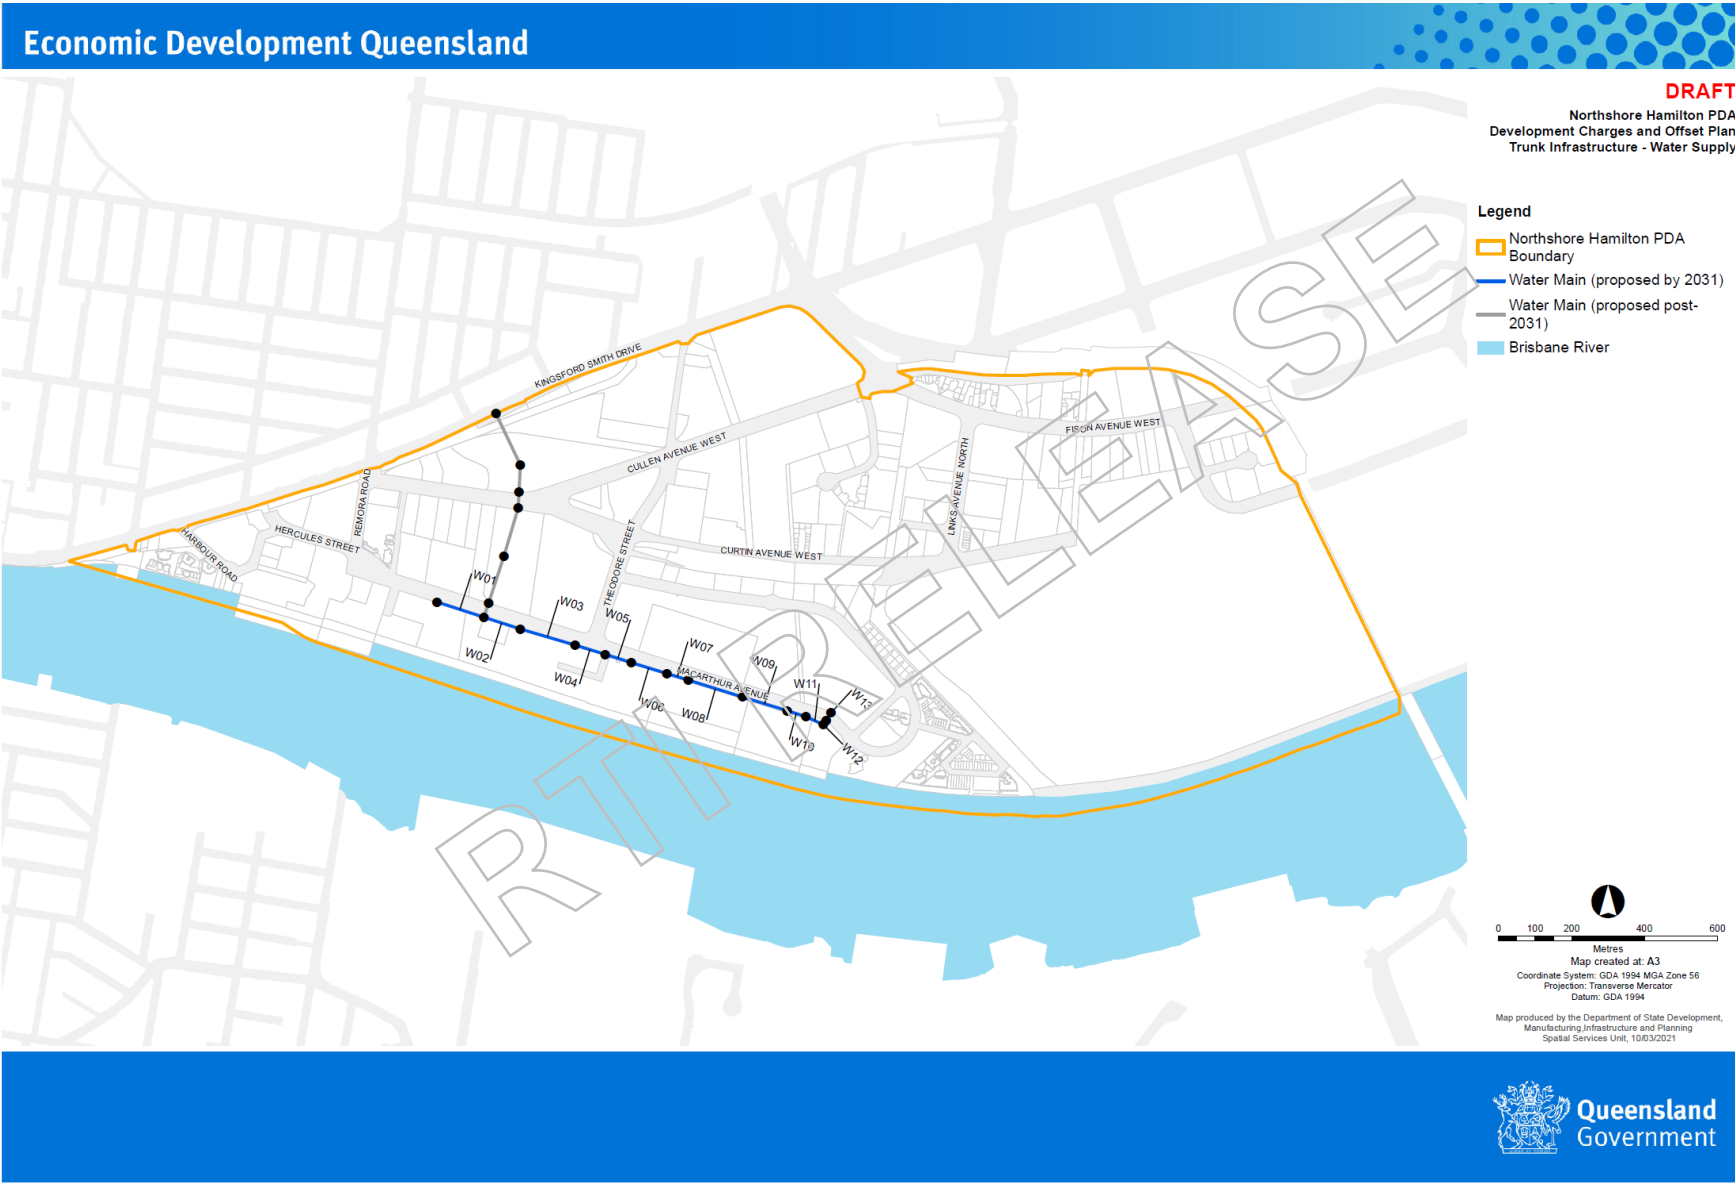 Economic Development Queensland
DRAFT
Northshore Hamilton PDA
Development Charges and Offset Plan
Trunk Infrastructure - Water Supply
Legend
Northshore Hamilton PDA
Boundary
Water Main (proposed by 2031)
Water Main (proposed post-
2031)
Brisbane River
KINGSFORD SMITH DRIVE
CULLEN AVENUE WEST
FISON AVENUE WEST
LINKS AVENUE NORTH
REMORA ROAD
HERCULES STREET
HARBOUR ROAD
THEODORE STREET
CURTIN AVENUE WEST
MACARTHUR AVENUE
W01
W02
W03
W04
W05
W06
W07
W08
W09
W10
W11
W12
W13
RTI RELEASE
0 100 200 400 600
Metres
Map created at: A3
Coordinate System: GDA 1994 MGA Zone 56
Projection: Transverse Mercator
Datum: GDA 1994
Map produced by the Department of State Development,
Manufacturing,Infrastructure and Planning
Spatial Services Unit, 10/03/2021
Queensland
Government